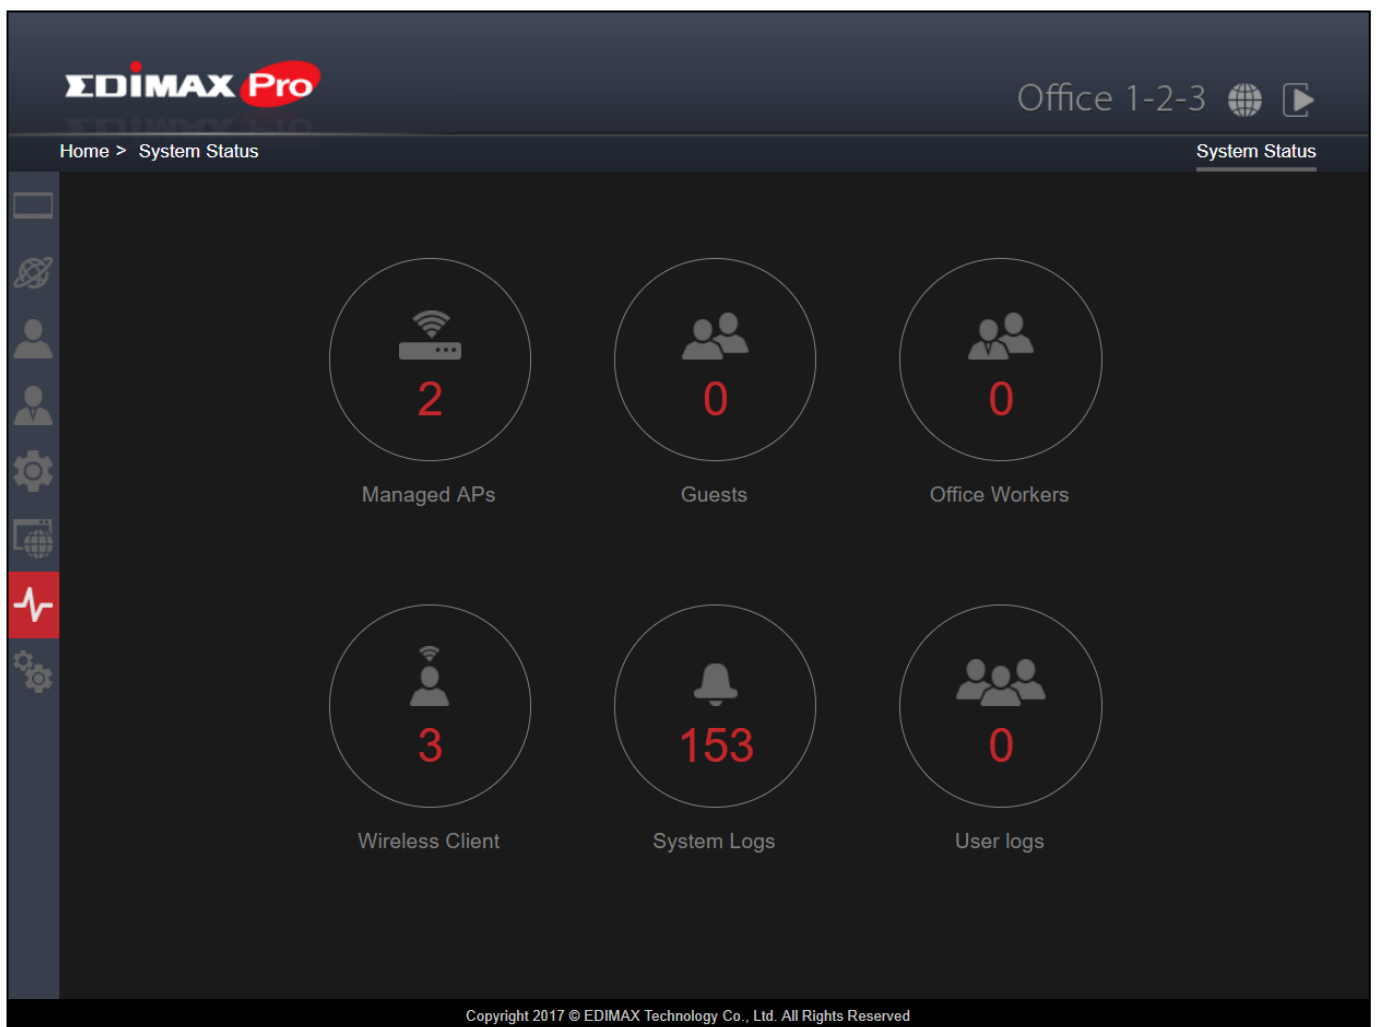 EDIMAX Pro
Office 1-2-3
Home > System Status
System Status
2
0
0
Managed APs
Guests
Office Workers
3
153
0
Wireless Client
System Logs
User logs
Copyright 2017 © EDIMAX Technology Co., Ltd. All Rights Reserved